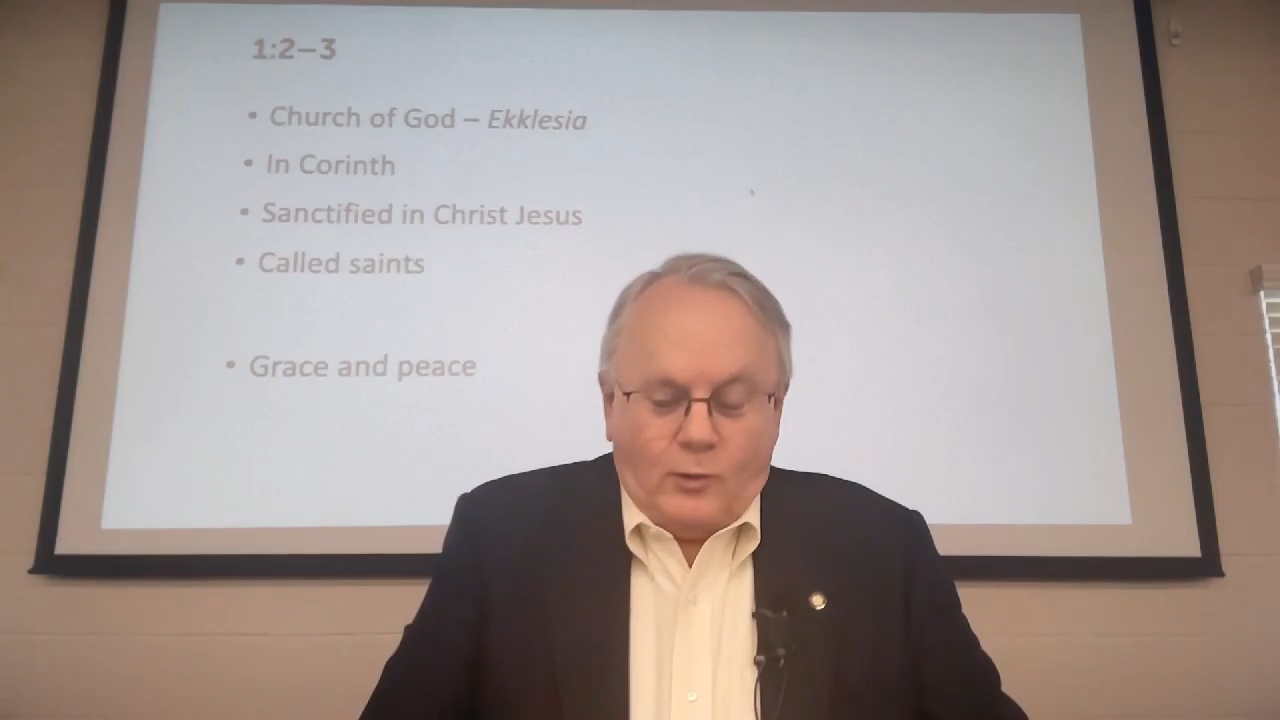 1:2–3
• Church of God – Ekklesia
• In Corinth
• Sanctified in Christ Jesus
• Called saints
• Grace and peace